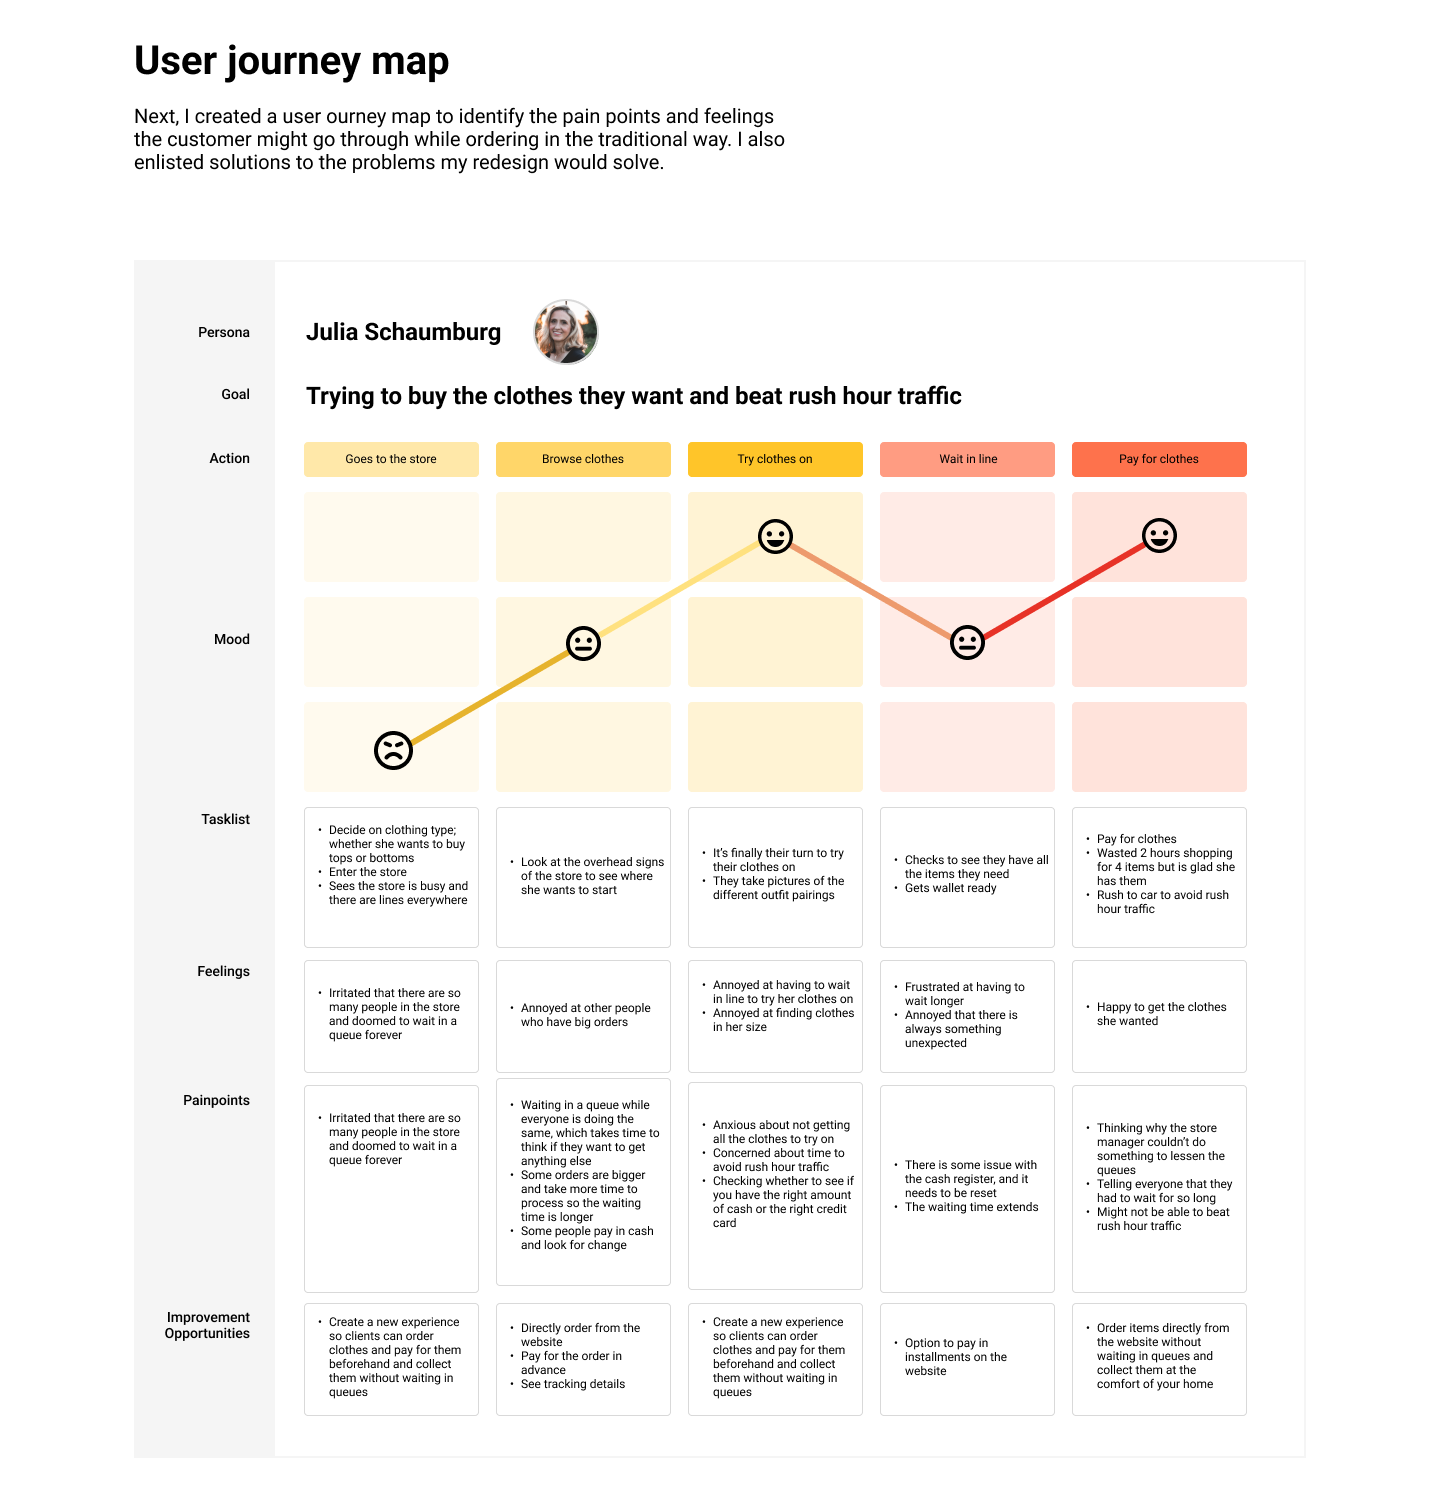 User journey map
Next, I created a user ourney map to identify the pain points and feelings
the customer might go through while ordering in the traditional way. I also
enlisted solutions to the problems my redesign would solve.
Persona
Julia Schaumburg
Goal
Trying to buy the clothes they want and beat rush hour traffic
Action
Goes to the store
Browse clothes
Try clothes on
Wait in line
Pay for clothes
Mood
Tasklist
• Decide on clothing type;
whether she wants to buy
tops or bottoms
• Enter the store
• Sees the store is busy and
there are lines everywhere
• Look at the overhead signs
of the store to see where
she wants to start
• It’s finally their turn to try
their clothes on
• They take pictures of the
different outfit pairings
• Checks to see they have all
the items they need
• Gets wallet ready
• Pay for clothes
• Wasted 2 hours shopping
for 4 items but is glad she
has them
• Rush to car to avoid rush
hour traffic
Feelings
• Irritated that there are so
many people in the store
and doomed to wait in a
queue forever
• Annoyed at other people
who have big orders
• Annoyed at having to wait
in line to try her clothes on
• Annoyed at finding clothes
in her size
• Frustrated at having to
wait longer
• Annoyed that there is
always something
unexpected
• Happy to get the clothes
she wanted
Painpoints
• Irritated that there are so
many people in the store
and doomed to wait in a
queue forever
• Waiting in a queue while
everyone is doing the
same, which takes time to
think if they want to get
anything else
• Some orders are bigger
and take more time to
process so the waiting
time is longer
• Some people pay in cash
and look for change
• Anxious about not getting
all the clothes to try on
• Concerned about time to
avoid rush hour traffic
• Checking whether to see if
you have the right amount
of cash or the right credit
card
• There is some issue with
the cash register, and it
needs to be reset
• The waiting time extends
• Thinking why the store
manager couldn’t do
something to lessen the
queues
• Telling everyone that they
had to wait for so long
• Might not be able to beat
rush hour traffic
Improvement
Opportunities
• Create a new experience
so clients can order
clothes and pay for them
beforehand and collect
them without waiting in
queues
• Directly order from the
website
• Pay for the order in
advance
• See tracking details
• Create a new experience
so clients can order
clothes and pay for them
beforehand and collect
them without waiting in
queues
• Option to pay in
installments on the
website
• Order items directly from
the website without
waiting in queues and
collect them at the
comfort of your home